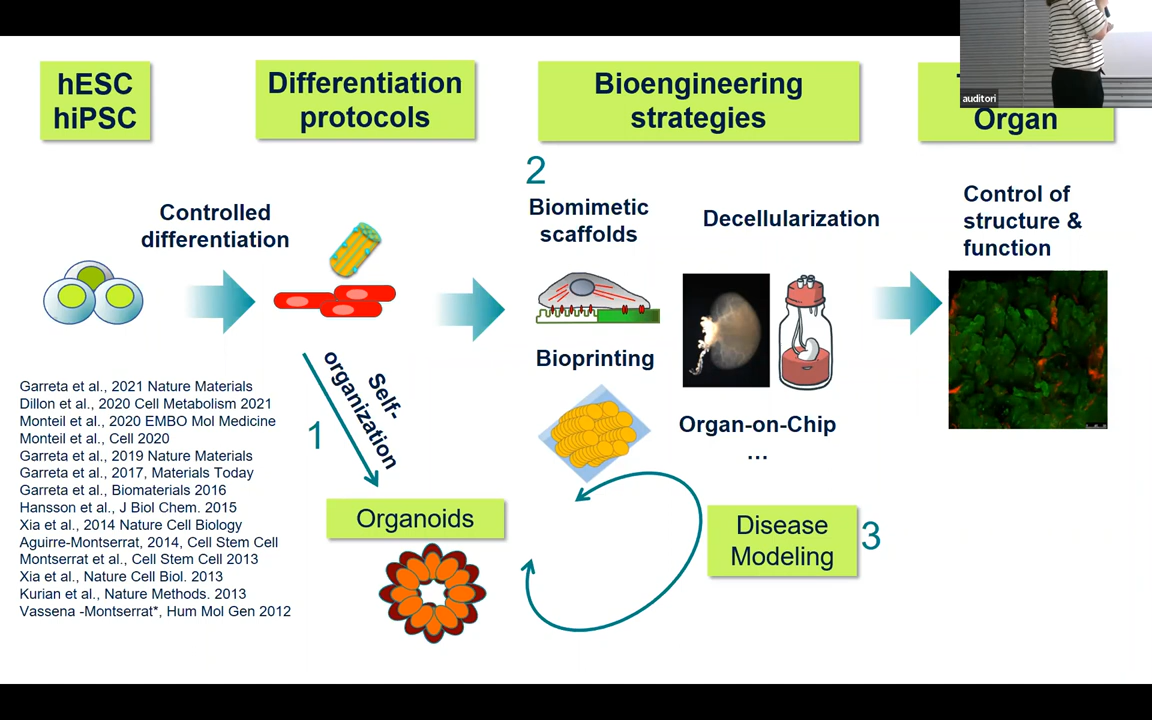 hESC
hiPSC
Differentiation
protocols
Bioengineering
strategies
Organ
auditori
Controlled
differentiation
2
Biomimetic
scaffolds
Decellularization
Control of
structure &
function
Bioprinting
Organ-on-Chip
...
1
Self-
organization
Garreta et al., 2021 Nature Materials
Dillon et al., 2020 Cell Metabolism 2021
Monteil et al., 2020 EMBO Mol Medicine
Monteil et al., Cell 2020
Garreta et al., 2019 Nature Materials
Garreta et al., 2017, Materials Today
Garreta et al., Biomaterials 2016
Hansson et al., J Biol Chem. 2015
Xia et al., 2014 Nature Cell Biology
Aguirre-Montserrat, 2014, Cell Stem Cell
Montserrat et al., Cell Stem Cell 2013
Xia et al., Nature Cell Biol. 2013
Kurian et al., Nature Methods. 2013
Vassena -Montserrat*, Hum Mol Gen 2012
Organoids
Disease
Modeling
3